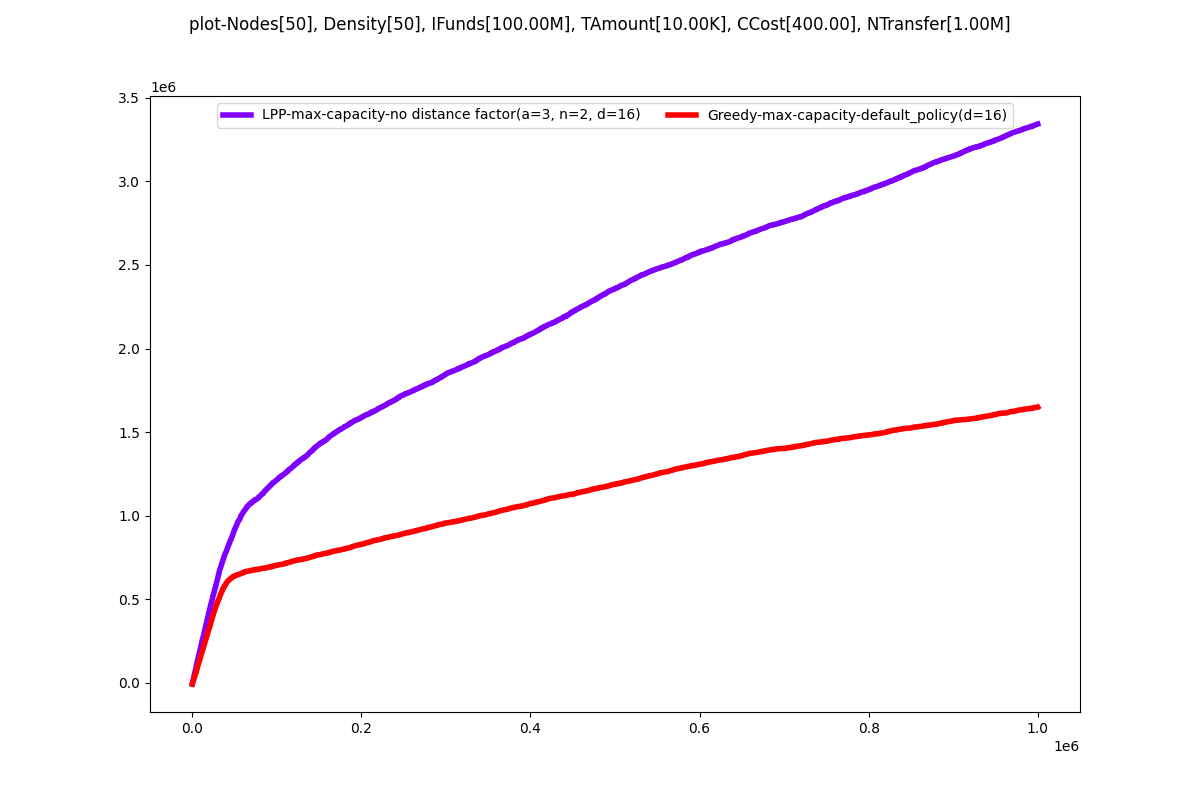 plot-Nodes[50], Density[50], IFunds[100.00M], TAmount[10.00K], CCost[400.00], NTransfer[1.00M]
1e6
3.5
LPP-max-capacity-no distance factor(a=3, n=2, d=16) Greedy-max-capacity-default_policy(d=16)
3.0
2.5
2.0
1.5
1.0
0.5
0.0
0.0 0.2 0.4 0.6 0.8 1.0
1e6